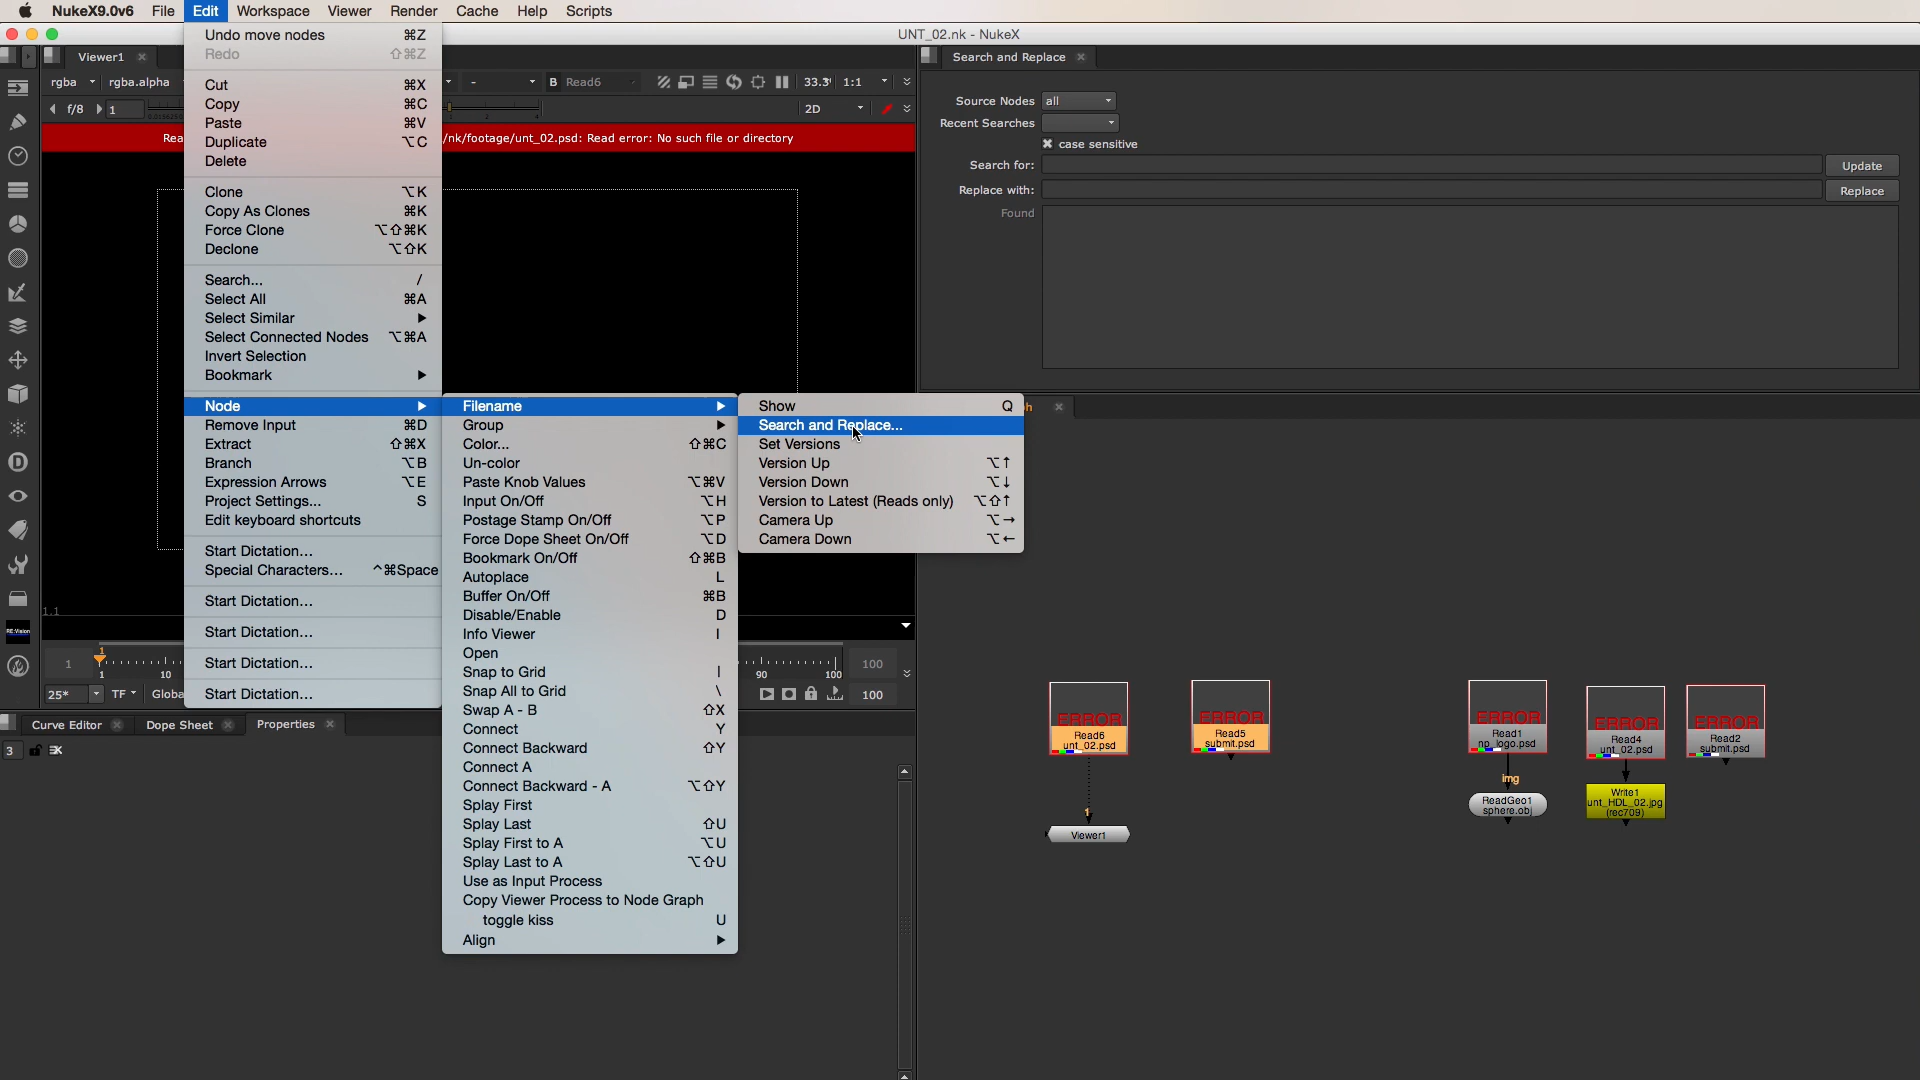 NukeX9.0v6 File Edit Workspace Viewer Render Cache Help Scripts
UNT_02.nk - NukeX
Viewer1
rgba rgba.alpha - B Read6 33.3 1:1
f/8 1 2D
Rea
/nk/footage/unt_02.psd: Read error: No such file or directory
Undo move nodes ⌘Z
Redo ⇧⌘Z
Cut ⌘X
Copy ⌘C
Paste ⌘V
Duplicate ⌥C
Delete
Clone ⌥K
Copy As Clones ⌘K
Force Clone ⌥⇧⌘K
Declone ⌥⇧K
Search... /
Select All ⌘A
Select Similar ▶
Select Connected Nodes ⌥⌘A
Invert Selection
Bookmark ▶
Node ▶
Remove Input ⌘D
Extract ⇧⌘X
Branch ⌥B
Expression Arrows ⌥E
Project Settings... S
Edit keyboard shortcuts
Start Dictation...
Special Characters... ^⌘Space
Start Dictation...
Start Dictation...
Start Dictation...
Start Dictation...
Filename ▶
Group ▶
Color... ⇧⌘C
Un-color
Paste Knob Values ⌥⌘V
Input On/Off ⌥H
Postage Stamp On/Off ⌥P
Force Dope Sheet On/Off ⌥D
Bookmark On/Off ⇧⌘B
Autoplace L
Buffer On/Off ⌘B
Disable/Enable D
Info Viewer I
Open
Snap to Grid |
Snap All to Grid \
Swap A - B ⇧X
Connect Y
Connect Backward ⇧Y
Connect A
Connect Backward - A ⌥⇧Y
Splay First
Splay Last ⇧U
Splay First to A ⌥U
Splay Last to A ⌥⇧U
Use as Input Process
Copy Viewer Process to Node Graph
toggle kiss U
Align ▶
Show Q
Search and Replace...
Set Versions
Version Up ⌥↑
Version Down ⌥↓
Version to Latest (Reads only) ⌥⇧↑
Camera Up ⌥→
Camera Down ⌥←
Search and Replace
Source Nodes all
Recent Searches
case sensitive
Search for: Update
Replace with: Replace
Found
ph
1,1
1 1 90 100
1 10 100
25* TF Globa 100
Curve Editor Dope Sheet Properties
3
ERROR
Read6
unt_02.psd
1
Viewer1
ERROR
Read5
submit.psd
ERROR
Read1
np_logo.psd
img
ReadGeo1
sphere.obj
ERROR
Read4
unt_02.psd
Write1
unt_HDL_02.jpg
(rec709)
ERROR
Read2
submit.psd
RE:Vision